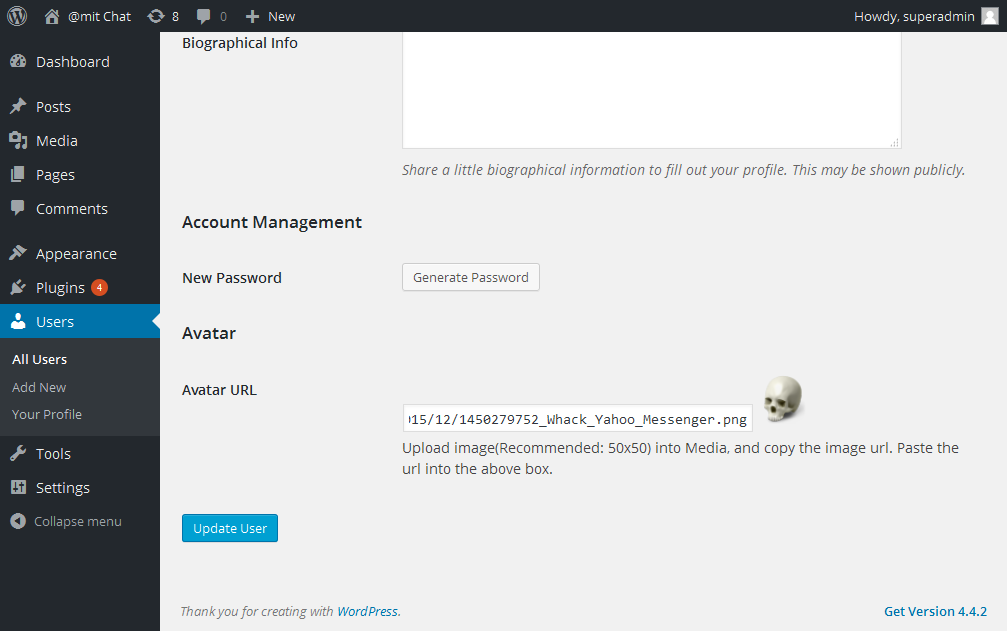 @mit Chat 8 0 New Howdy, superadmin
Dashboard
Posts
Media
Pages
Comments
Appearance
Plugins 4
Users
All Users
Add New
Your Profile
Tools
Settings
Collapse menu
Biographical Info
Share a little biographical information to fill out your profile. This may be shown publicly.
Account Management
New Password Generate Password
Avatar
Avatar URL
015/12/1450279752_Whack_Yahoo_Messenger.png
Upload image(Recommended: 50x50) into Media, and copy the image url. Paste the
url into the above box.
Update User
Thank you for creating with WordPress.
Get Version 4.4.2